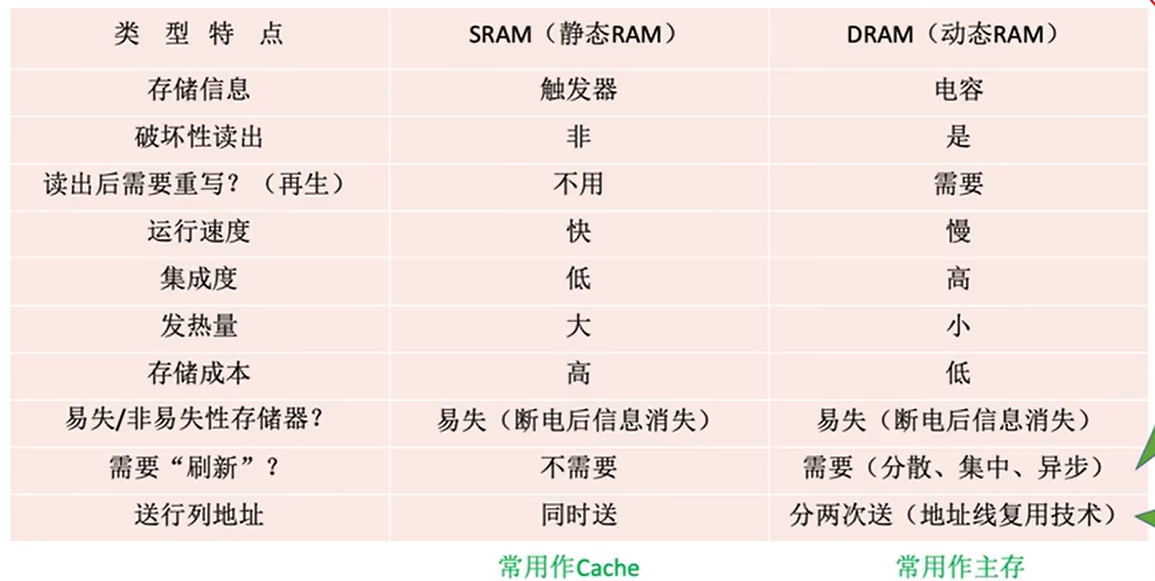 类 型 特 点 SRAM（静态RAM） DRAM（动态RAM）
存储信息 触发器 电容
破坏性读出 非 是
读出后需要重写？（再生） 不用 需要
运行速度 快 慢
集成度 低 高
发热量 大 小
存储成本 高 低
易失/非易失性存储器？ 易失（断电后信息消失） 易失（断电后信息消失）
需要“刷新”？ 不需要 需要（分散、集中、异步）
送行列地址 同时送 分两次送（地址线复用技术）
常用作Cache 常用作主存